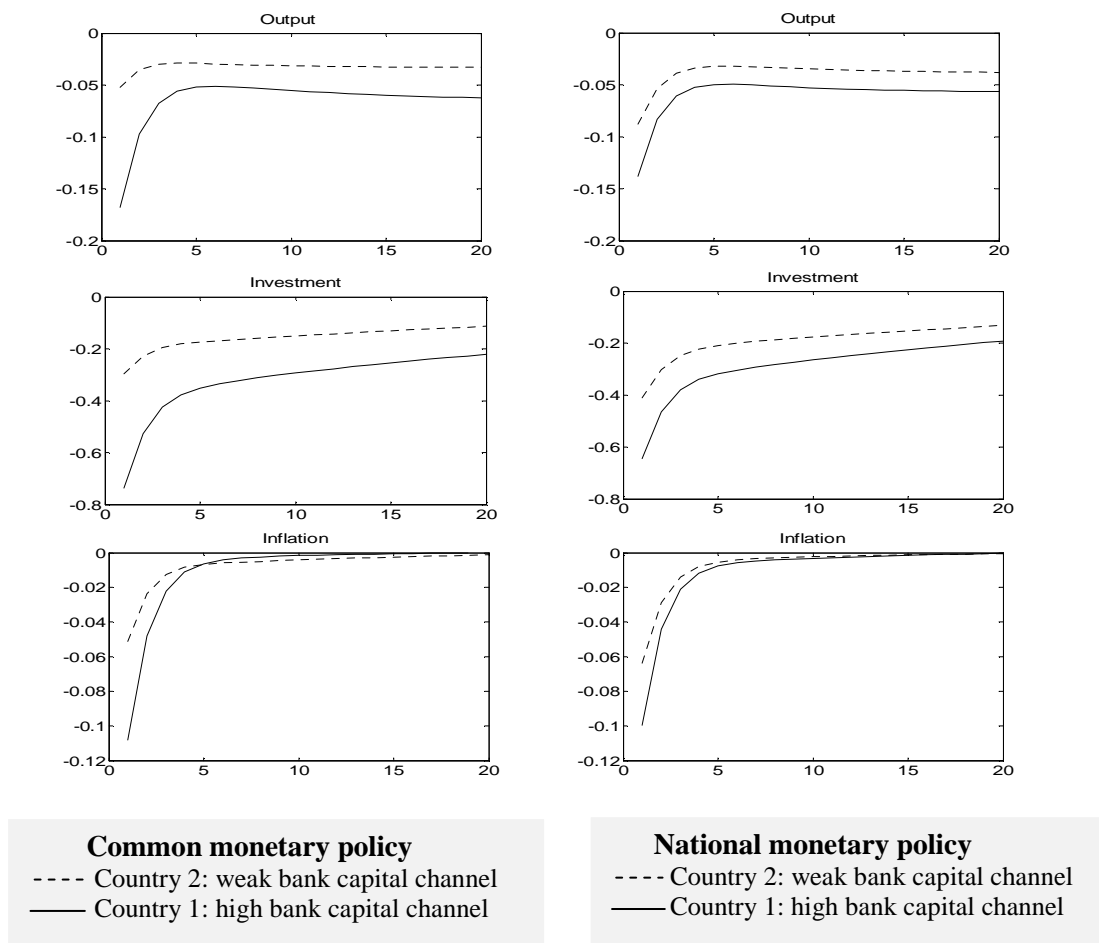 Output
0
-0.05
-0.1
-0.15
-0.2
0 5 10 15 20
Output
0
-0.05
-0.1
-0.15
-0.2
0 5 10 15 20
Investment
0
-0.2
-0.4
-0.6
-0.8
0 5 10 15 20
Investment
0
-0.2
-0.4
-0.6
-0.8
0 5 10 15 20
Inflation
0
-0.02
-0.04
-0.06
-0.08
-0.1
-0.12
0 5 10 15 20
Inflation
0
-0.02
-0.04
-0.06
-0.08
-0.1
-0.12
0 5 10 15 20
Common monetary policy
Country 2: weak bank capital channel
Country 1: high bank capital channel
National monetary policy
Country 2: weak bank capital channel
Country 1: high bank capital channel